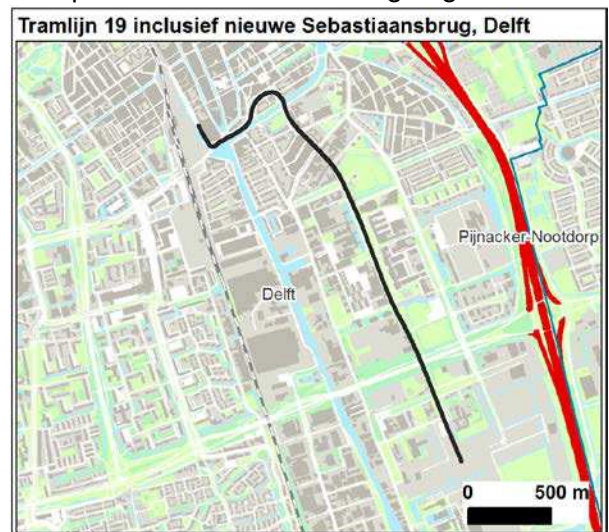 Tramlijn 19 inclusief nieuwe Sebastiaansbrug, Delft
Pijnacker-Nootdorp
Delft
0 500 m